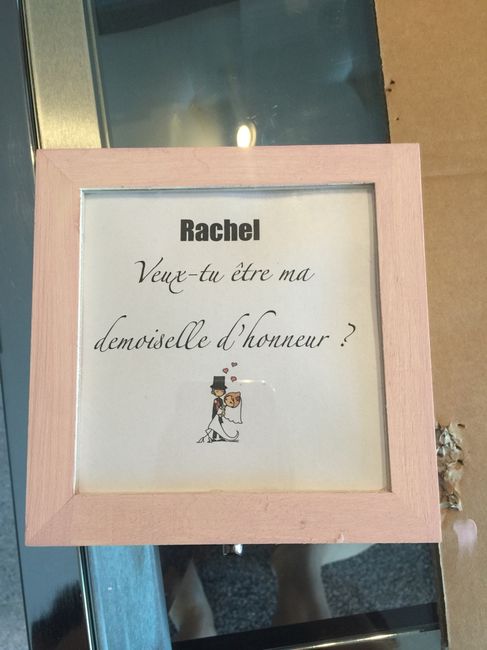 Rachel
Veux-tu être ma
demoiselle d'honneur ?